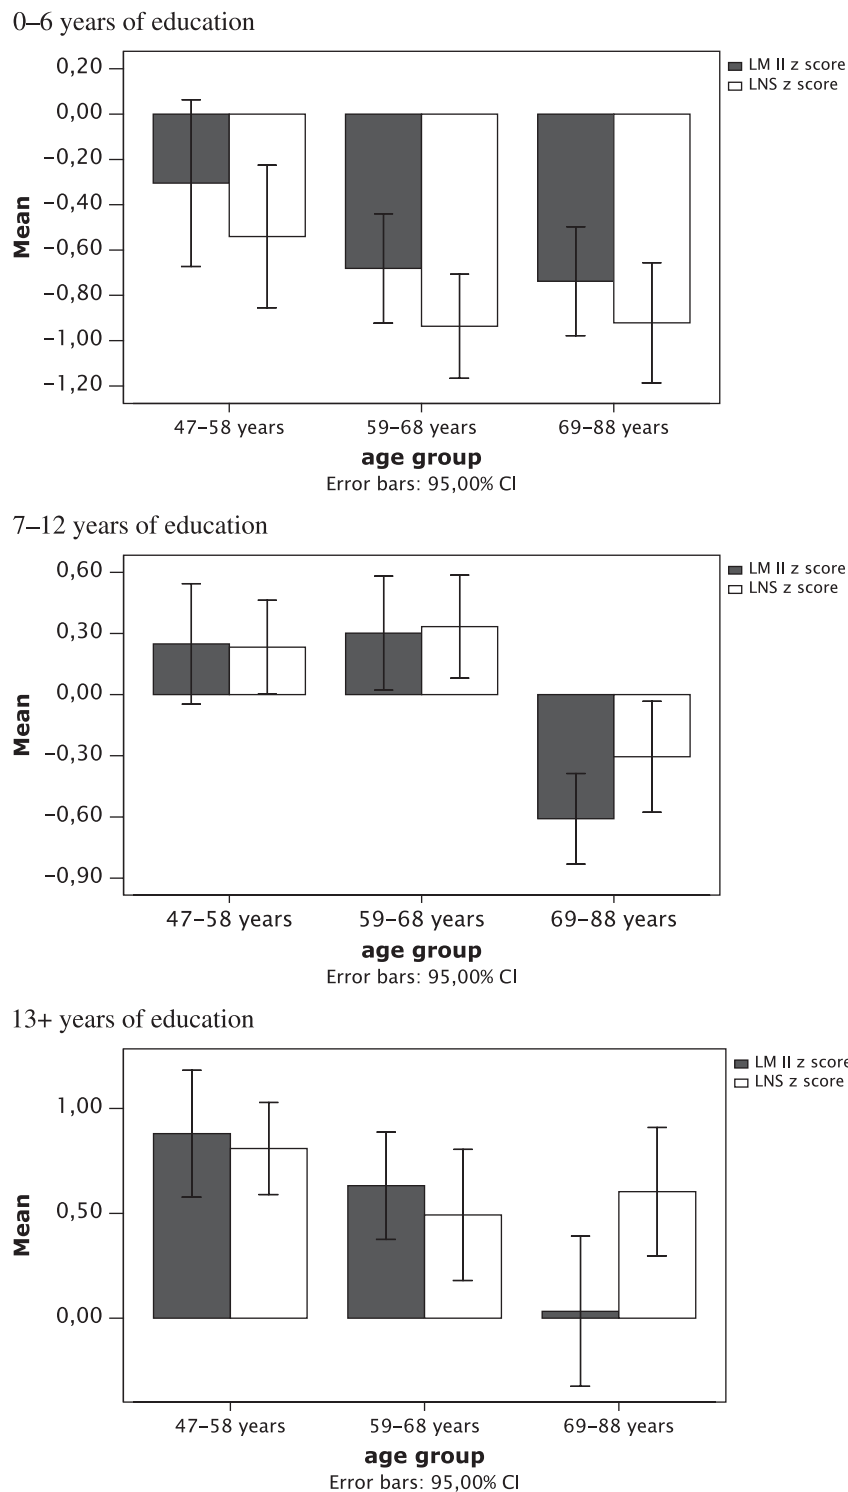 0–6 years of education
0,20
0,00
−0,20
−0,40
−0,60
−0,80
−1,00
−1,20
Mean
LM II z score
LNS z score
47–58 years 59–68 years 69–88 years
age group
Error bars: 95,00% CI
7–12 years of education
0,60
0,30
0,00
−0,30
−0,60
−0,90
Mean
LM II z score
LNS z score
47–58 years 59–68 years 69–88 years
age group
Error bars: 95,00% CI
13+ years of education
1,00
0,50
0,00
Mean
LM II z score
LNS z score
47–58 years 59–68 years 69–88 years
age group
Error bars: 95,00% CI